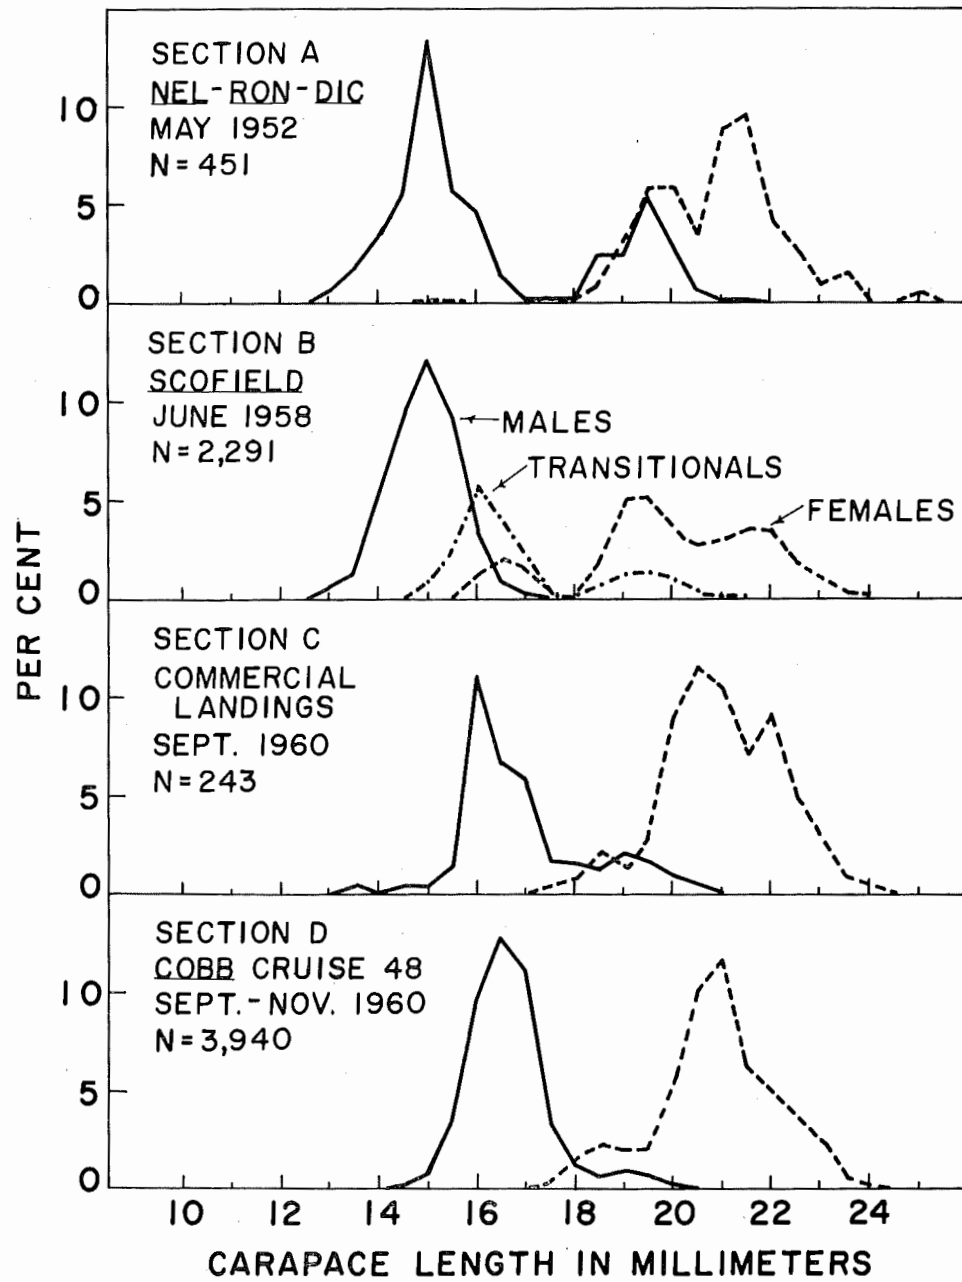 SECTION A
NEL-RON-DIC
MAY 1952
N=451
10
5
0
SECTION B
SCOFIELD
JUNE 1958
N=2,291
MALES
TRANSITIONALS
FEMALES
10
5
0
PER CENT
SECTION C
COMMERCIAL
LANDINGS
SEPT. 1960
N=243
10
5
0
SECTION D
COBB CRUISE 48
SEPT.-NOV. 1960
N=3,940
10
5
0
10 12 14 16 18 20 22 24
CARAPACE LENGTH IN MILLIMETERS